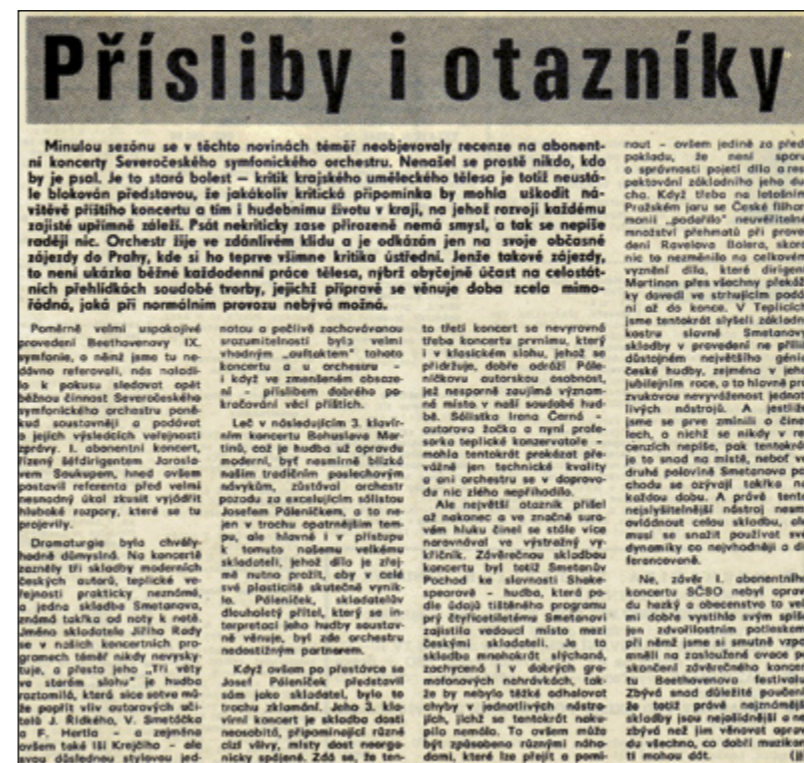 Přísliby i otazníky
Minulou sezónu se v těchto novinách téměř neobjevovaly recenze na abonent-
ní koncerty Severočeského symfonického orchestru. Nenašel se prostě nikdo, kdo
by je psal. Je to stará bolest — kritik krajského uměleckého tělesa je totiž neustá-
le blokován představou, že jakákoliv kritická připomínka by mohla uškodit ná-
vštěvě příštího koncertu a tím i hudebnímu životu v kraji, na jehož rozvoji každému
zajisté upřímně záleží. Psát nekriticky zase přirozeně nemá smysl, a tak se nepíše
raději nic. Orchestr žije ve zdánlivém klidu a je odkázán jen na svoje občasné
zájezdy do Prahy, kde si ho teprve všimne kritika ústřední. Jenže takové zájezdy,
to není ukázka běžné každodenní práce tělesa, nýbrž obyčejně účast na celostát-
ních přehlídkách soudobé tvorby, jejichž přípravě se věnuje doba zcela mimo-
řádná, jaká při normálním provozu nebývá možná.
Poměrně velmi uspokojivé
provedení Beethovenovy IX.
symfonie, o němž jsme tu ne-
dávno referovali, nás naladi-
lo k pokusu sledovat opět
běžnou činnost Severočeského
symfonického orchestru poně-
kud soustavněji a podávat
o jejích výsledcích veřejnosti
zprávy. I. abonentní koncert,
řízený šéfdirigentem Jarosla-
vem Soukupem, hned ovšem
postavil referenta před velmi
nesnadný úkol zkusit vyjádřit
hluboké rozpory, které se tu
projevily.
Dramaturgie byla chvály-
hodně důmyslná. Na koncertě
zazněly tři skladby moderních
českých autorů, teplické ve-
řejnosti prakticky neznámé,
a jedna skladba Smetanova,
známá takřka od noty k notě.
Jméno skladatele Jiřího Rady
se v našich koncertních pro-
gramech téměř nikdy nevysky-
tuje, a přesto jeho „Tři věty
ve starém slohu" je hudba
roztomilá, která sice sotva mů-
že popřít vliv autorových uči-
telů J. Řídkého, V. Smetáčka
a F. Hertla — a zejména
ovšem také Iši Krejčího — ale
svou důslednou stylovou jed-
notou a pečlivě zachovávanou
srozumitelností byla velmi
vhodným „auftaktem" tohoto
koncertu a u orchestru —
i když ve zmenšeném obsaze-
ní — příslibem dobrého po-
kračování věcí příštích.
Leč v následujícím 3. klavír-
ním koncertu Bohuslava Mar-
tinů, což je hudba už opravdu
moderní, byť nesmírně blízká
našim tradičním poslechovým
návykům, zůstával orchestr
pozadu za excelujícím sólistou
Josefem Páleníčkem, a to ne-
jen v trochu opatrnějším tem-
pu, ale hlavně i v přístupu
k tomuto našemu velkému
skladateli, jehož dílo je zřej-
mě nutno prožít, aby v celé
své plasticitě skutečně vynik-
lo. Páleníček, skladatelův
dlouholetý přítel, který se in-
terpretaci jeho hudby soustav-
ně věnuje, byl zde orchestru
nedostižným partnerem.
Když ovšem po přestávce se
Josef Páleníček představil
sám jako skladatel, bylo to
trochu zklamání. Jeho 3. kla-
vírní koncert je skladba dosti
neosobitá, připomínající různé
cizí vlivy, místy dost neorga-
nicky spájené. Zdá se, že ten-
to třetí koncert se nevyrovná
třeba koncertu prvnímu, který
i v klasickém slohu, jehož se
přidržuje, dobře odráží Pále-
níčkovu autorskou osobnost,
jež nesporně zaujímá význam-
né místo v naší soudobé hud-
bě. Sólistka Irena Černá —
autorova žačka a nyní profe-
sorka teplické konzervatoře —
mohla tentokrát prokázat pře-
vážně jen technické kvality
a ani orchestru se v doprovo-
du nic zlého nepřihodilo.
Ale největší otazník přišel
až nakonec a ve značně suro-
vém hluku činel se stále více
narovnával ve výstražný vy-
křičník. Závěrečnou skladbou
koncertu byl totiž Smetanův
Pochod ke slavnosti Shake-
spearově — hudba, která po-
dle údajů tištěného programu
prý čtyřicetiletému Smetanovi
zajistila vedoucí místo mezi
českými skladateli. Je to
skladba mnohokrát slýchaná,
zachycená i v dobrých gra-
mofonových nahrávkách, tak-
že by nebylo těžké odhalovat
chyby v jednotlivých nástro-
jích, jichž se tentokrát naku-
pilo nemálo. To ovšem může
být způsobeno různými náho-
dami, které lze přejít a pomi-
nout — ovšem jedině za před-
pokladu, že není sporu
o správnosti pojetí díla a res-
pektování základního jeho du-
cha. Když třeba na letošním
Pražském jaru se České filhar-
monii „podařilo" neuvěřitelné
množství přehmatů při prove-
dení Ravelova Bolera, skoro
nic to nezměnilo na celkovém
vyznění díla, které dirigent
Martinon přes všechny překáž-
ky dovedl ve strhujícím podá-
ní až do konce. V Teplicích
jsme tentokrát slyšeli základní
kostru slavné Smetanovy
skladby v provedení ne příliš
důstojném největšího génia
české hudby, zejména v jeho
jubilejním roce, a to hlavně pro
zvukovou nevyváženost jednot-
livých nástrojů. A jestliže
jsme se prve zmínili o čine-
lech, o nichž se nikdy v re-
cenzích nepíše, pak tentokrát
je to snad na místě, neboť ve
druhé polovině Smetanova po-
chodu se ozývají takřka na
každou dobu. A právě tento
nejslyšitelnější nástroj nesmí
ovládnout celou skladbu, ale
musí se snažit používat své
dynamiky co nejvhodněji a di-
ferencovaně.
Ne, závěr I. abonentního
koncertu SČSO nebyl oprav-
du hezký a obecenstvo to vel-
mi dobře vystihlo svým spíše
jen zdvořilostním potleskem,
při němž jsme si smutně vzpo-
mněli na zasloužené ovace po
skončení závěrečného koncer-
tu Beethovenova festivalu.
Zbývá snad důležité poučení,
že totiž právě nejznámější
skladby jsou nejošidnější a ne-
zbývá než jim věnovat oprav-
du všechno, co dobří muzikan-
ti mohou dát.